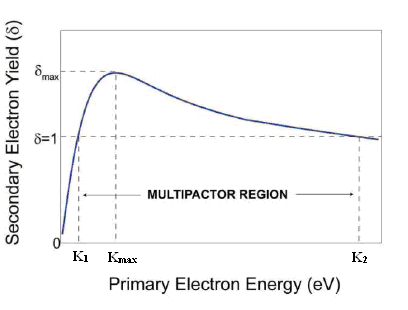 Secondary Electron Yield (δ)
δmax
δ=1
0
MULTIPACTOR REGION
K1 Kmax K2
Primary Electron Energy (eV)